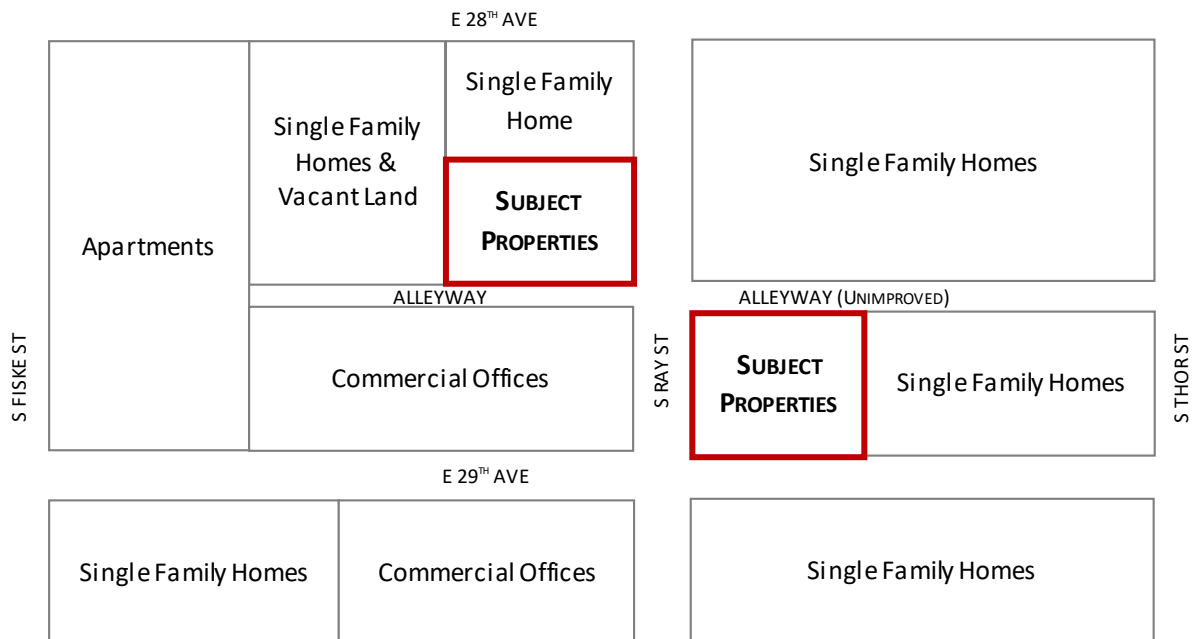 E 28TH AVE
Single Family
Home
Single Family
Homes &
Vacant Land
Single Family Homes
SUBJECT
PROPERTIES
Apartments
ALLEYWAY
ALLEYWAY (UNIMPROVED)
S FISKE ST
Commercial Offices
S RAY ST
SUBJECT
PROPERTIES
Single Family Homes
S THOR ST
E 29TH AVE
Single Family Homes
Commercial Offices
Single Family Homes